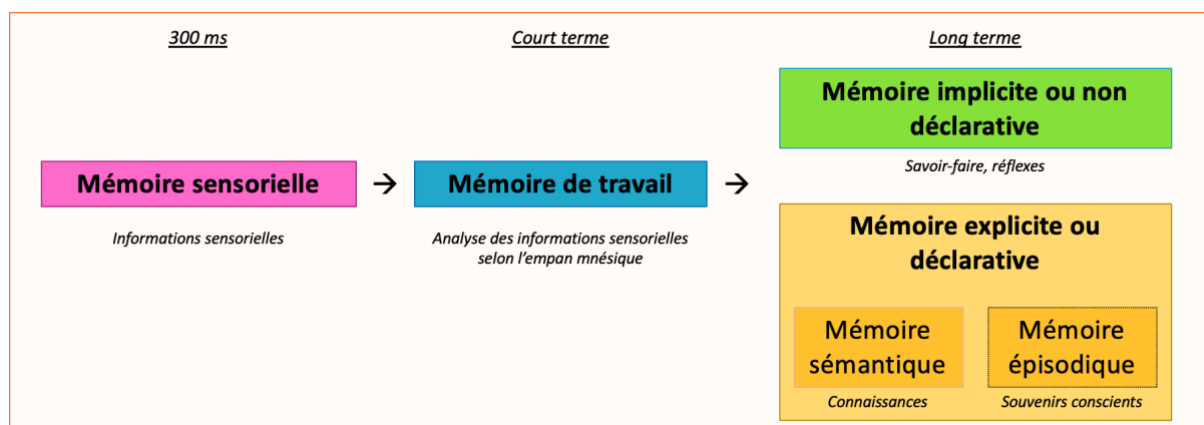 300 ms
Court terme
Long terme
Mémoire sensorielle
→
Mémoire de travail
→
Mémoire implicite ou non
déclarative
Savoir-faire, réflexes
Informations sensorielles
Analyse des informations sensorielles
selon l’empan mnésique
Mémoire explicite ou
déclarative
Mémoire
sémantique
Connaissances
Mémoire
épisodique
Souvenirs conscients